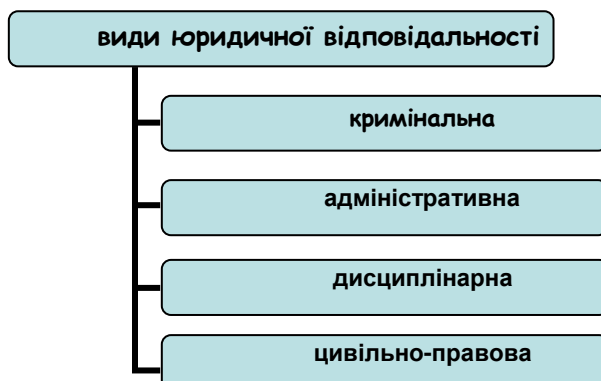 види юридичної відповідальності
кримінальна
адміністративна
дисциплінарна
цивільно-правова